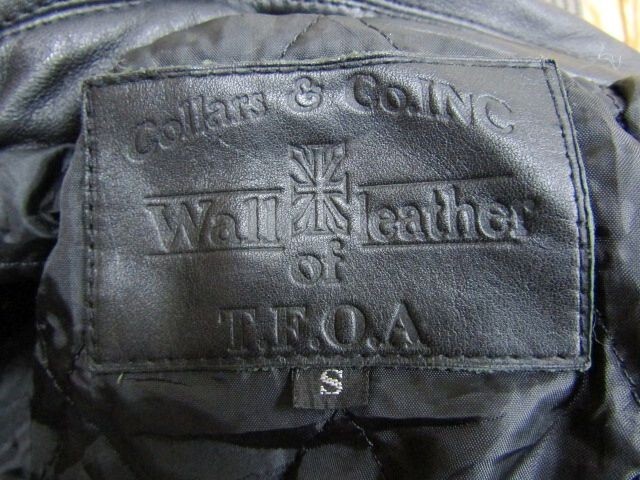 Collars & Co.INC
Wall leather
of
T.F.O.A
S